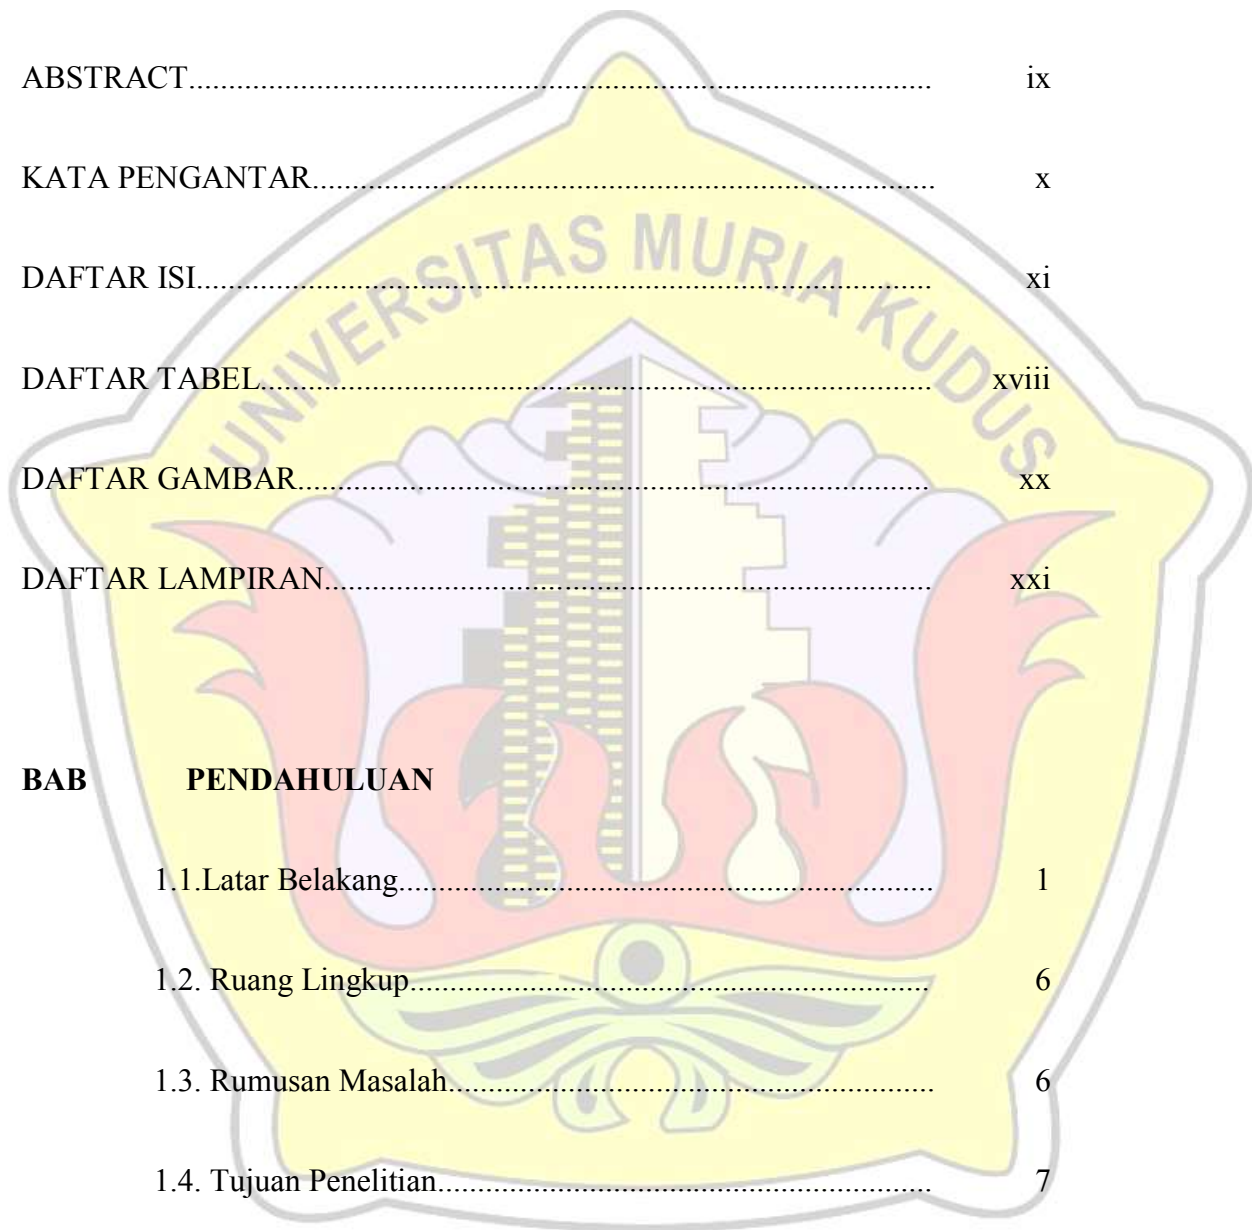 ABSTRACT............................................................................................. ix
KATA PENGANTAR.............................................................................. x
DAFTAR ISI............................................................................................ xi
UNIVERSITAS MURIA KUDUS
DAFTAR TABEL.................................................................................... xviii
DAFTAR GAMBAR............................................................................... xx
DAFTAR LAMPIRAN............................................................................ xxi
BAB PENDAHULUAN
1.1.Latar Belakang................................................................... 1
1.2. Ruang Lingkup................................................................. 6
1.3. Rumusan Masalah............................................................. 6
1.4. Tujuan Penelitian.............................................................. 7